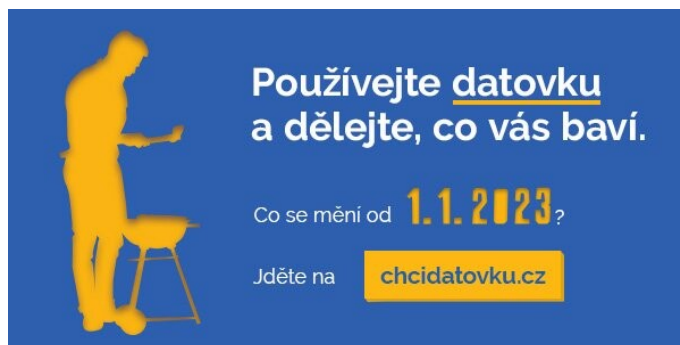 Používejte datovku
a dělejte, co vás baví.
Co se mění od 1.1.2023?
Jděte na chcidatovku.cz